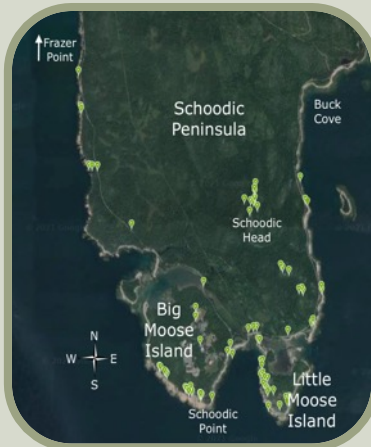 Frazer
Point
Schoodic
Peninsula
Buck
Cove
Schoodic
Head
Big
Moose
Island
N
W E
S
Little
Moose
Island
Schoodic
Point